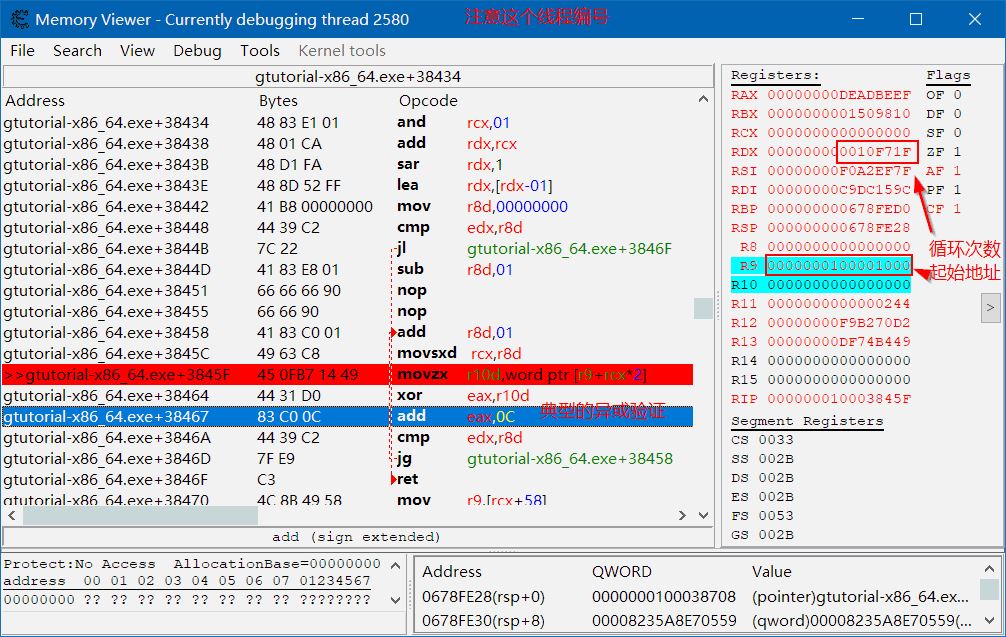 Memory Viewer - Currently debugging thread 2580
注意这个线程编号
File Search View Debug Tools Kernel tools
gtutorial-x86_64.exe+38434
Address Bytes Opcode
gtutorial-x86_64.exe+38434 48 83 E1 01 and rcx,01
gtutorial-x86_64.exe+38438 48 01 CA add rdx,rcx
gtutorial-x86_64.exe+3843B 48 D1 FA sar rdx,1
gtutorial-x86_64.exe+3843E 48 8D 52 FF lea rdx,[rdx-01]
gtutorial-x86_64.exe+38442 41 B8 00000000 mov r8d,00000000
gtutorial-x86_64.exe+38448 44 39 C2 cmp edx,r8d
gtutorial-x86_64.exe+3844B 7C 22 jl gtutorial-x86_64.exe+3846F
gtutorial-x86_64.exe+3844D 41 83 E8 01 sub r8d,01
gtutorial-x86_64.exe+38451 66 66 66 90 nop
gtutorial-x86_64.exe+38455 66 66 90 nop
gtutorial-x86_64.exe+38458 41 83 C0 01 add r8d,01
gtutorial-x86_64.exe+3845C 49 63 C8 movsxd rcx,r8d
>>gtutorial-x86_64.exe+3845F 45 0FB7 14 49 movzx r10d,word ptr [r9+rcx*2]
gtutorial-x86_64.exe+38464 44 31 D0 xor eax,r10d
gtutorial-x86_64.exe+38467 83 C0 0C add eax,0C 典型的异或验证
gtutorial-x86_64.exe+3846A 44 39 C2 cmp edx,r8d
gtutorial-x86_64.exe+3846D 7F E9 jg gtutorial-x86_64.exe+38458
gtutorial-x86_64.exe+3846F C3 ret
gtutorial-x86_64.exe+38470 4C 8B 49 58 mov r9,[rcx+58]
add (sign extended)
Registers: Flags
RAX 00000000DEADBEEF OF 0
RBX 0000000001509810 DF 0
RCX 0000000000000000 SF 0
RDX 000000000010F71F ZF 1
RSI 00000000F0A2EF7F AF 1
RDI 00000000C9DC159C PF 1
RBP 000000000678FED0 CF 1
RSP 000000000678FE28
R8 0000000000000000
循环次数
R9 0000000100001000
起始地址
R10 0000000000000000
R11 0000000000000244
R12 00000000F9B270D2
R13 00000000DF74B449
R14 0000000000000000
R15 0000000000000000
RIP 000000010003845F
Segment Registers
CS 0033
SS 002B
DS 002B
ES 002B
FS 0053
GS 002B
Protect:No Access AllocationBase=00000000
address 00 01 02 03 04 05 06 07 01234567
00000000 ?? ?? ?? ?? ?? ?? ?? ?? ????????
Address QWORD Value
0678FE28(rsp+0) 0000000100038708 (pointer)gtutorial-x86_64.ex...
0678FE30(rsp+8) 00008235A8E70559 (qword)00008235A8E70559(...